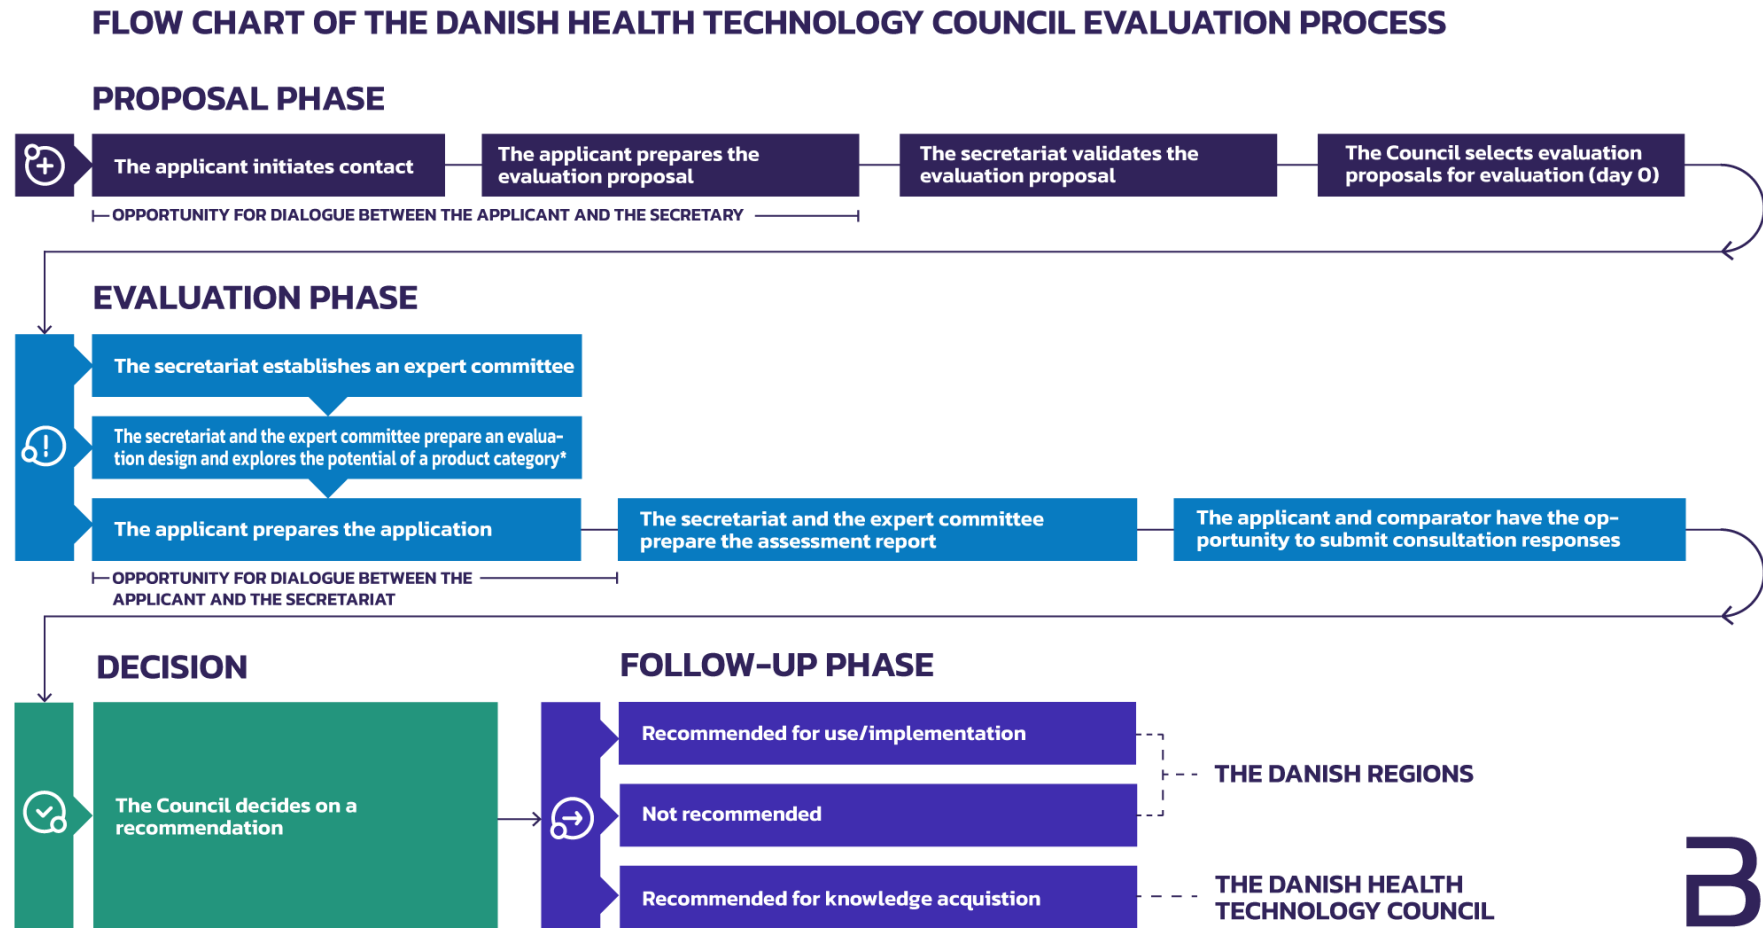 FLOW CHART OF THE DANISH HEALTH TECHNOLOGY COUNCIL EVALUATION PROCESS
PROPOSAL PHASE
The applicant initiates contact
The applicant prepares the
evaluation proposal
The secretariat validates the
evaluation proposal
The Council selects evaluation
proposals for evaluation (day 0)
OPPORTUNITY FOR DIALOGUE BETWEEN THE APPLICANT AND THE SECRETARY
EVALUATION PHASE
The secretariat establishes an expert committee
The secretariat and the expert committee prepare an evalua-
tion design and explores the potential of a product category*
The applicant prepares the application
The secretariat and the expert committee
prepare the assessment report
The applicant and comparator have the op-
portunity to submit consultation responses
OPPORTUNITY FOR DIALOGUE BETWEEN THE
APPLICANT AND THE SECRETARIAT
DECISION
The Council decides on a
recommendation
FOLLOW-UP PHASE
Recommended for use/implementation
Not recommended
Recommended for knowledge acquistion
THE DANISH REGIONS
THE DANISH HEALTH
TECHNOLOGY COUNCIL
B